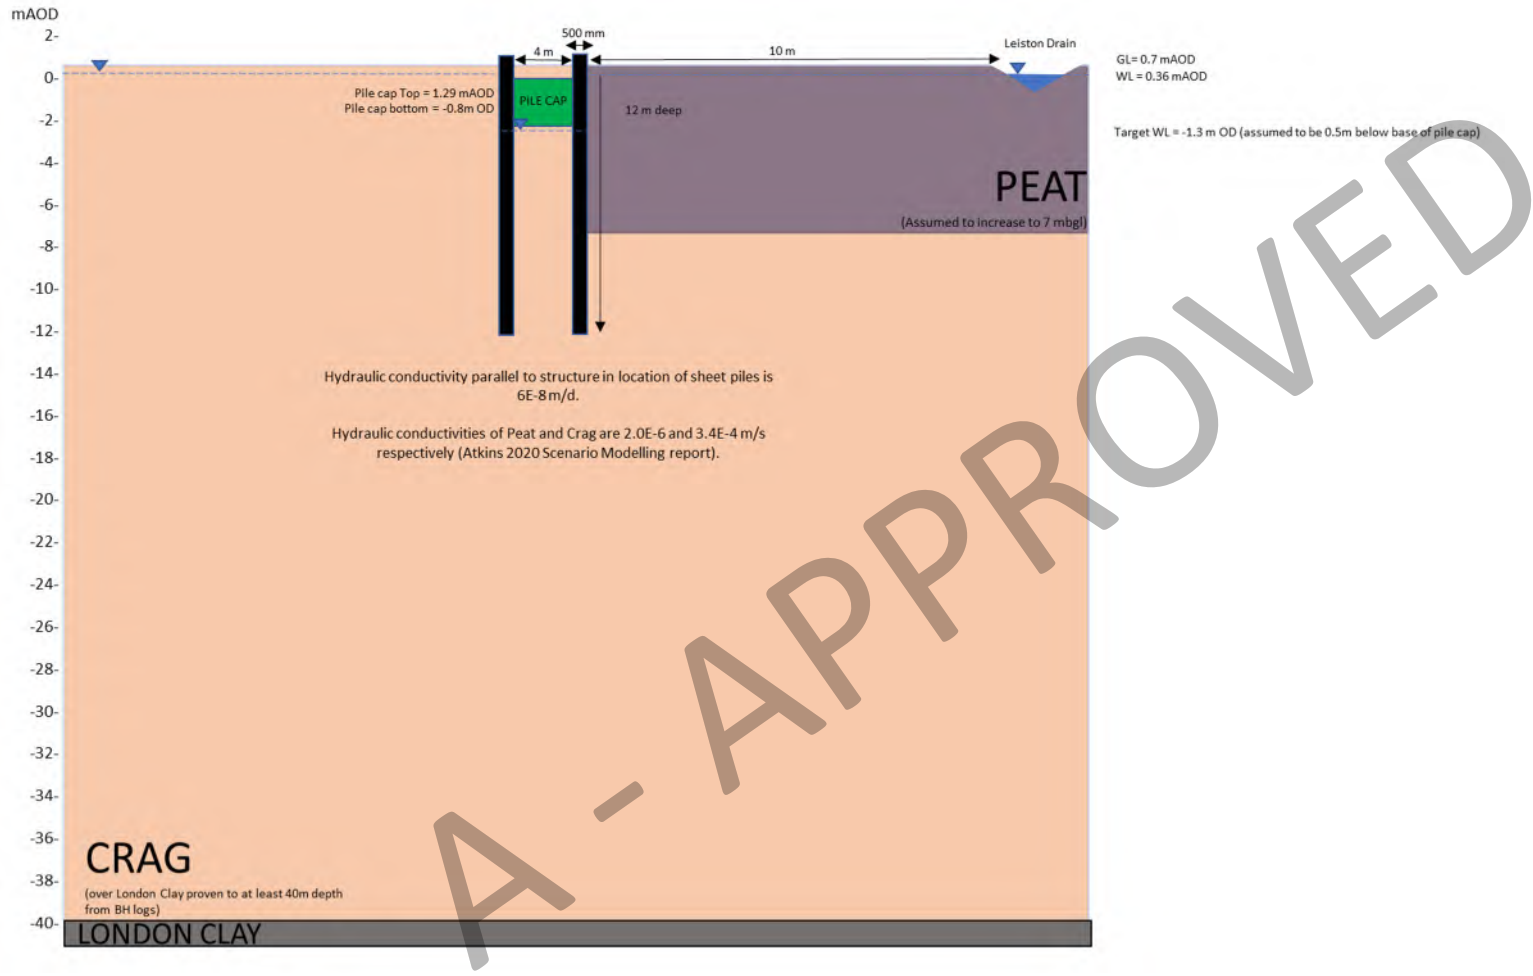 mAOD
2-
0-
-2-
-4-
-6-
-8-
-10-
-12-
-14-
-16-
-18-
-20-
-22-
-24-
-26-
-28-
-30-
-32-
-34-
-36-
-38-
-40-
500 mm
4 m
10 m
Leiston Drain
GL= 0.7 mAOD
WL = 0.36 mAOD
Pile cap Top = 1.29 mAOD
Pile cap bottom = -0.8m OD
PILE CAP
12 m deep
Target WL = -1.3 m OD (assumed to be 0.5m below base of pile cap)
PEAT
(Assumed to increase to 7 mbgl)
Hydraulic conductivity parallel to structure in location of sheet piles is
6E-8 m/d.
Hydraulic conductivities of Peat and Crag are 2.0E-6 and 3.4E-4 m/s
respectively (Atkins 2020 Scenario Modelling report).
CRAG
(over London Clay proven to at least 40m depth
from BH logs)
LONDON CLAY
A - APPROVED